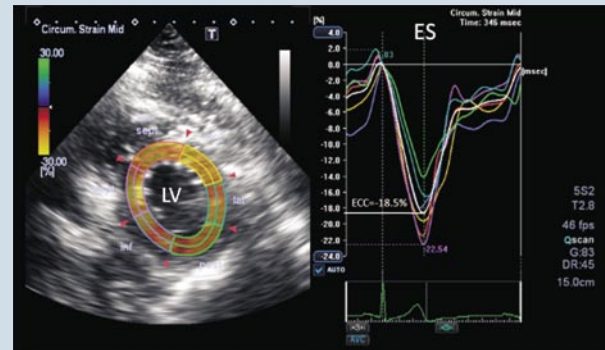 Circum. Strain Mid
T
30.00
[%]
-30.00
[%]
sept
lat
inf
post
LV
Circum. Strain Mid
Time: 346 msec
ES
[%]
4.0
2.0
0.0
-2.0
-4.0
-6.0
-8.0
-10.0
-12.0
-14.0
-16.0
-18.0
-20.0
-22.0
-24.0
AUTO
83
[msec]
ECC=-18.5%
-22.54
AVC
5S2
T2.8
46 fps
Qscan
G:83
DR:45
15.0cm